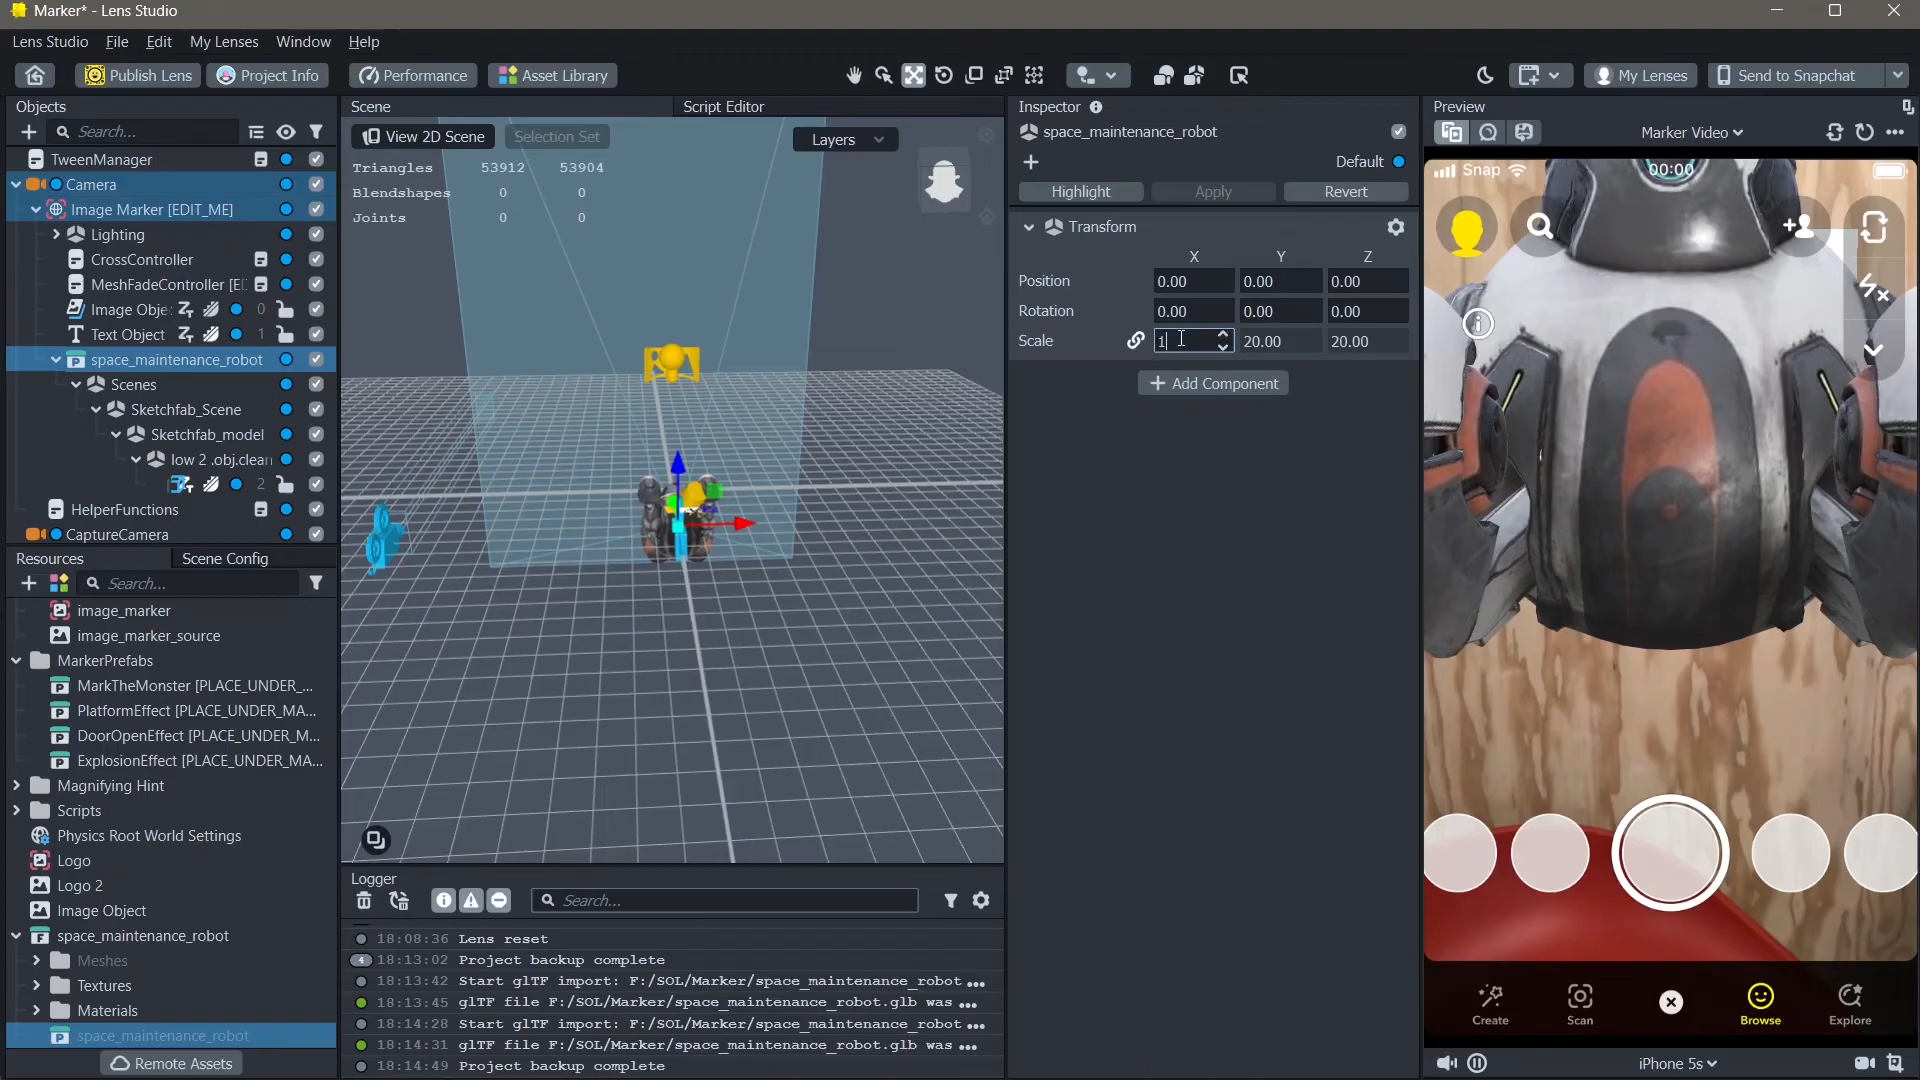 Marker* - Lens Studio
Lens Studio File Edit My Lenses Window Help
Publish Lens Project Info Performance Asset Library My Lenses Send to Snapchat
Objects
Search...
TweenManager
Camera
Image Marker [EDIT_ME]
Lighting
CrossController
MeshFadeController [E
Image Obje 0
Text Object 1
space_maintenance_robot
Scenes
Sketchfab_Scene
Sketchfab_model
low 2 .obj.clean
2
HelperFunctions
CaptureCamera
Resources Scene Config
Search...
image_marker
image_marker_source
MarkerPrefabs
MarkTheMonster [PLACE_UNDER_...
PlatformEffect [PLACE_UNDER_MA...
DoorOpenEffect [PLACE_UNDER_M...
ExplosionEffect [PLACE_UNDER_MA...
Magnifying Hint
Scripts
Physics Root World Settings
Logo
Logo 2
Image Object
space_maintenance_robot
Meshes
Textures
Materials
space_maintenance_robot
Remote Assets
Scene Script Editor
View 2D Scene Selection Set Layers
Triangles 53912 53904
Blendshapes 0 0
Joints 0 0
Logger
Search...
18:08:36 Lens reset
4 18:13:02 Project backup complete
18:13:42 Start glTF import: F:/SOL/Marker/space_maintenance_robot ...
18:13:45 glTF file F:/SOL/Marker/space_maintenance_robot.glb was ...
18:14:28 Start glTF import: F:/SOL/Marker/space_maintenance_robot ...
18:14:31 glTF file F:/SOL/Marker/space_maintenance_robot.glb was ...
18:14:49 Project backup complete
Inspector
space_maintenance_robot
Default
Highlight Apply Revert
Transform
X Y Z
Position 0.00 0.00 0.00
Rotation 0.00 0.00 0.00
Scale 1 20.00 20.00
Add Component
Preview
Marker Video
Snap 00:00
Create Scan Browse Explore
iPhone 5s